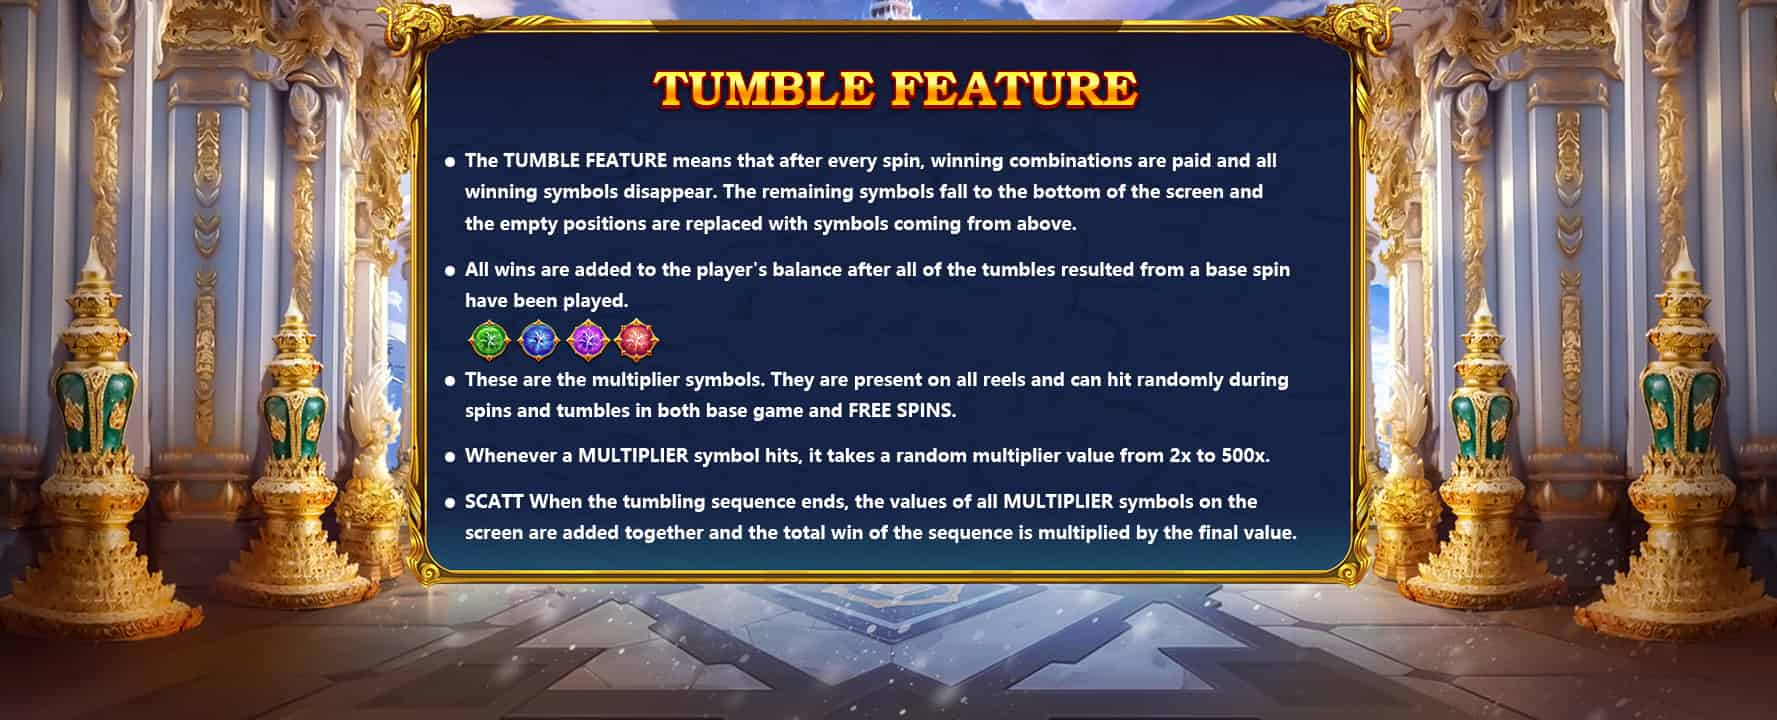 TUMBLE FEATURE
The TUMBLE FEATURE means that after every spin, winning combinations are paid and all
winning symbols disappear. The remaining symbols fall to the bottom of the screen and
the empty positions are replaced with symbols coming from above.
All wins are added to the player's balance after all of the tumbles resulted from a base spin
have been played.
These are the multiplier symbols. They are present on all reels and can hit randomly during
spins and tumbles in both base game and FREE SPINS.
Whenever a MULTIPLIER symbol hits, it takes a random multiplier value from 2x to 500x.
SCATT When the tumbling sequence ends, the values of all MULTIPLIER symbols on the
screen are added together and the total win of the sequence is multiplied by the final value.